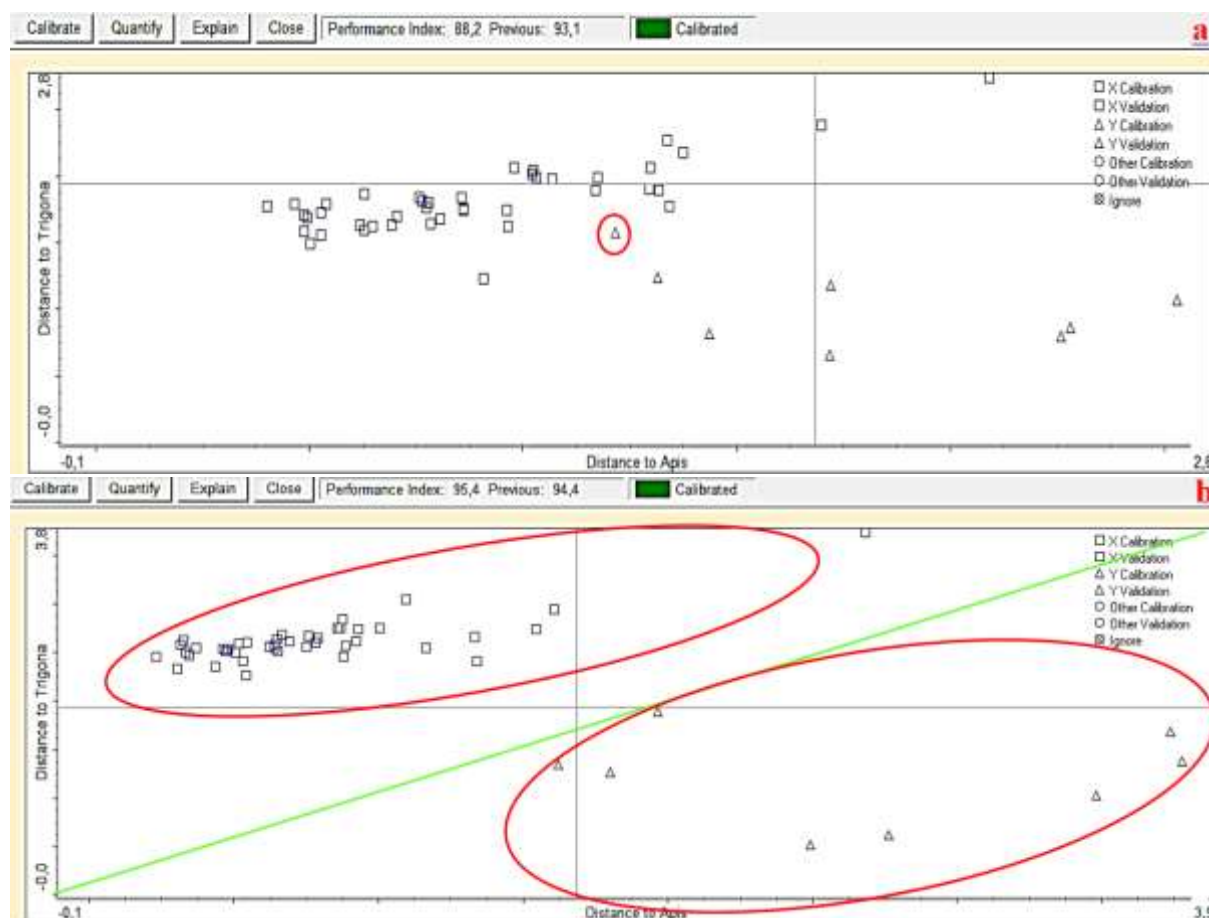 Calibrate Quantify Explain Close Performance Index: 88,2 Previous: 93,1 Calibrated a
2,8
Distance to Trigona
-0,0
X Calibration
X Validation
Y Calibration
Y Validation
Other Calibration
Other Validation
Ignore
-0,1 Distance to Apis 2,8
Calibrate Quantify Explain Close Performance Index: 95,4 Previous: 94,4 Calibrated b
3,8
Distance to Trigona
-0,0
X Calibration
X Validation
Y Calibration
Y Validation
Other Calibration
Other Validation
Ignore
-0,1 Distance to Apis